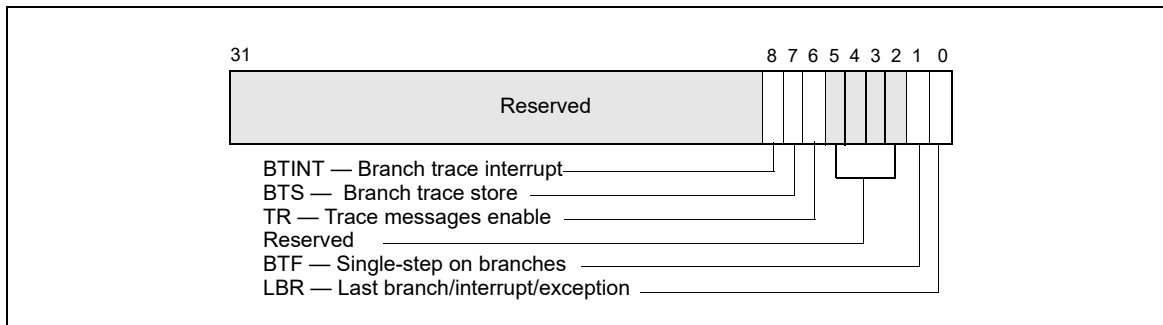 31 8 7 6 5 4 3 2 1 0
Reserved
BTINT — Branch trace interrupt
BTS — Branch trace store
TR — Trace messages enable
Reserved
BTF — Single-step on branches
LBR — Last branch/interrupt/exception